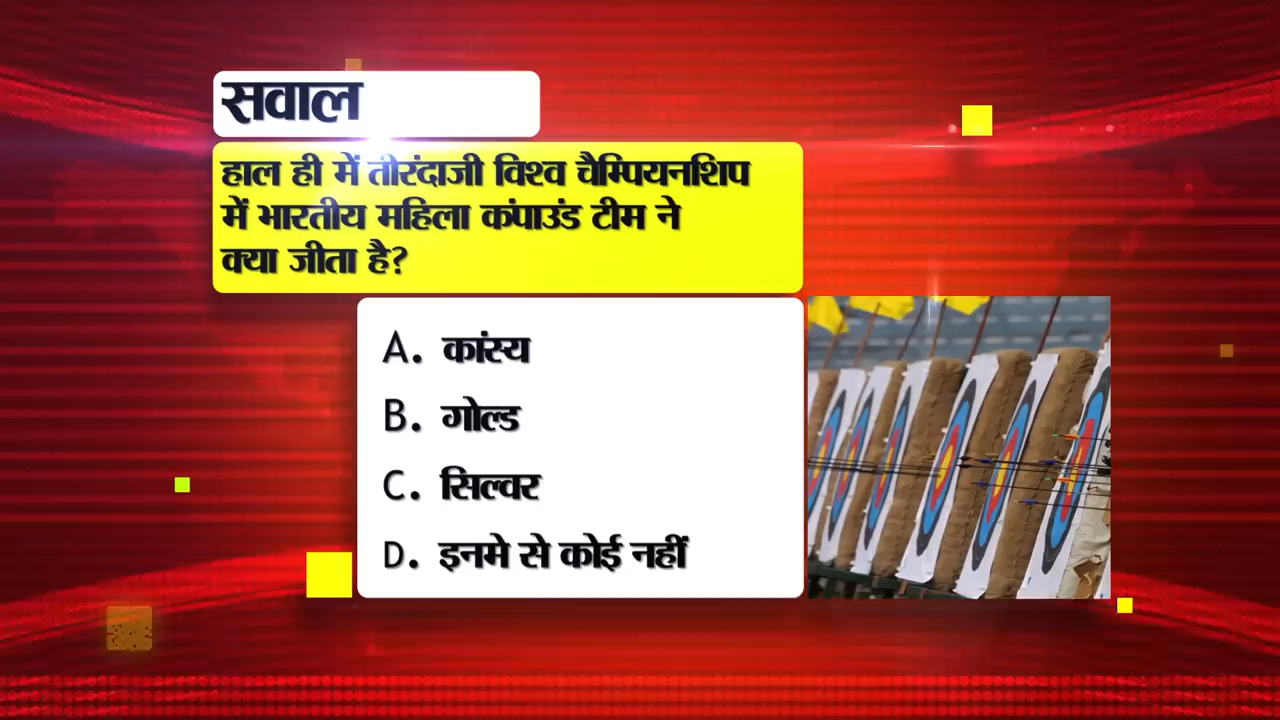 सवाल
हाल ही में तीरंदाजी विश्व चैम्पियनशिप
में भारतीय महिला कंपाउंड टीम ने
क्या जीता है?
A. कांस्य
B. गोल्ड
C. सिल्वर
D. इनमे से कोई नहीं